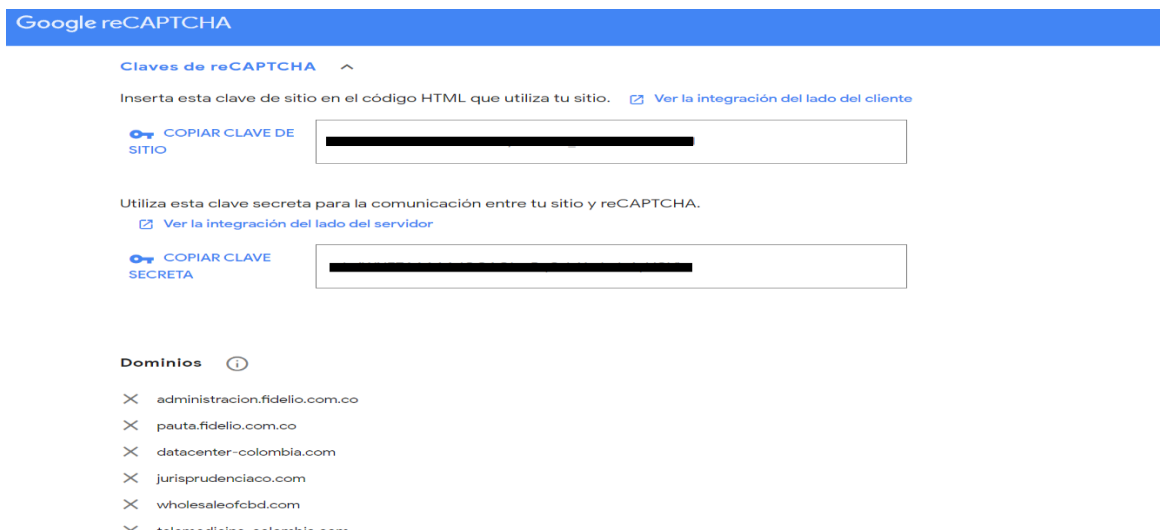 Google reCAPTCHA
Claves de reCAPTCHA
Inserta esta clave de sitio en el código HTML que utiliza tu sitio. Ver la integración del lado del cliente
COPIAR CLAVE DE
SITIO
Utiliza esta clave secreta para la comunicación entre tu sitio y reCAPTCHA.
Ver la integración del lado del servidor
COPIAR CLAVE
SECRETA
Dominios
administracion.fidelio.com.co
pauta.fidelio.com.co
datacenter-colombia.com
jurisprudenciaco.com
wholesaleofcbd.com